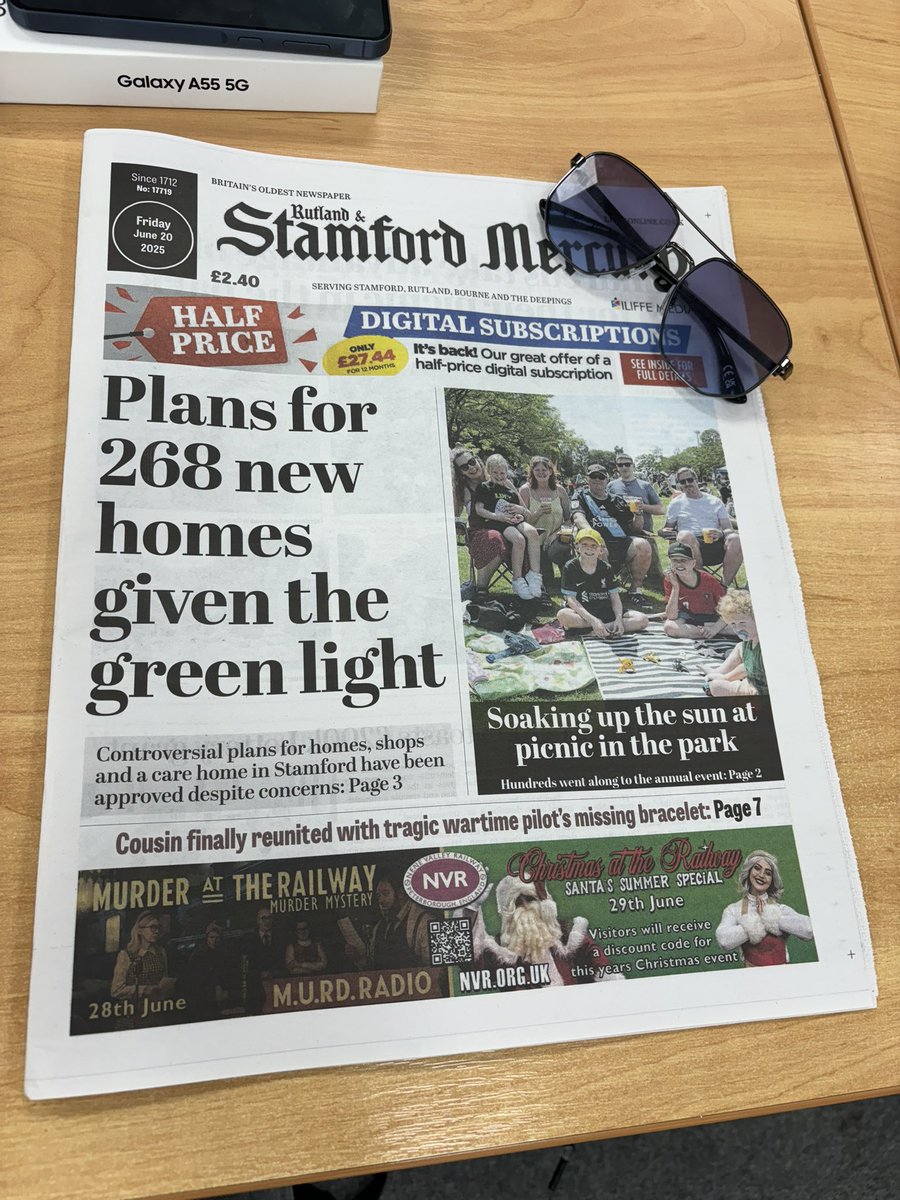 Galaxy A55 5G
Since 1712
No: 17719
Friday
June 20
2025
BRITAIN'S OLDEST NEWSPAPER
Rutland &
Stamford Mercury
£2.40
SERVING STAMFORD, RUTLAND, BOURNE AND THE DEEPINGS
ILIFFE MEDIA
HALF
PRICE
DIGITAL SUBSCRIPTIONS
ONLY
£27.44
FOR 12 MONTHS
It's back! Our great offer of a
half-price digital subscription
SEE INSIDE FOR
FULL DETAILS
Plans for
268 new
homes
given the
green light
Controversial plans for homes, shops
and a care home in Stamford have been
approved despite concerns: Page 3
Soaking up the sun at
picnic in the park
Hundreds went along to the annual event: Page 2
Cousin finally reunited with tragic wartime pilot's missing bracelet: Page 7
MURDER AT THE RAILWAY
MURDER MYSTERY
28th June
M.U.R.D. RADIO
NENE VALLEY RAILWAY
NVR
PETERBOROUGH ENGLAND
NVR.ORG.UK
Christmas at the Railway
SANTA'S SUMMER SPECIAL
29th June
Visitors will receive
a discount code for
this years Christmas event